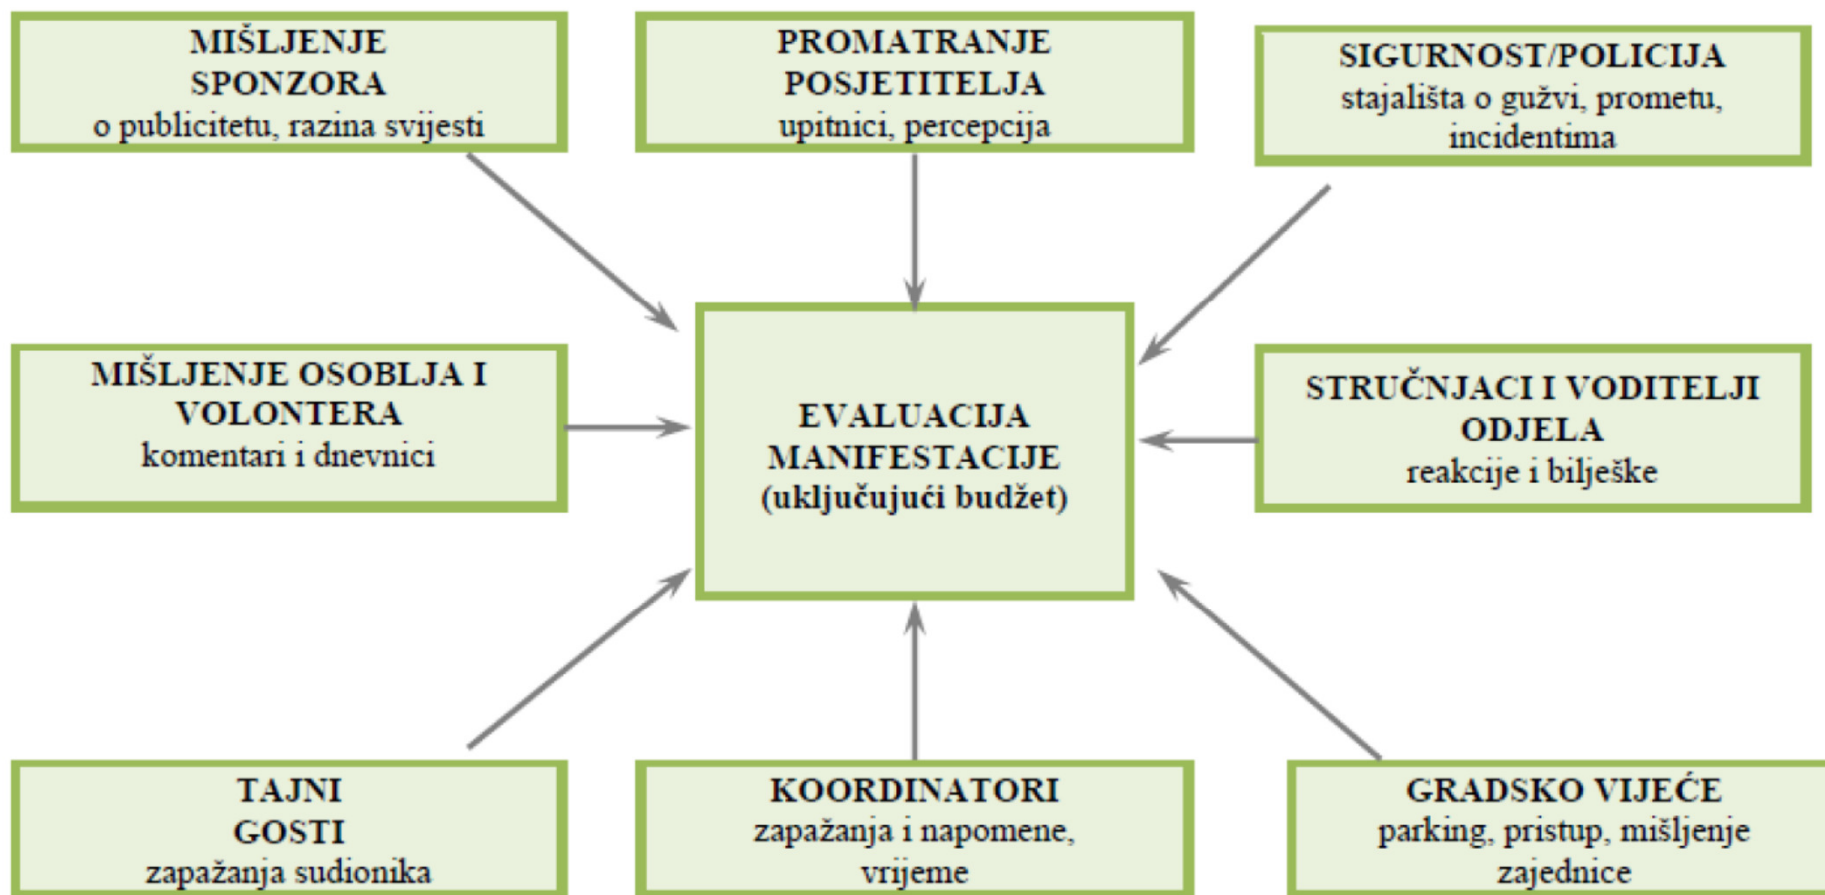 MIŠLJENJE
SPONZORA
o publicitetu, razina svijesti
PROMATRANJE
POSJETITELJA
upitnici, percepcija
SIGURNOST/POLICIJA
stajališta o gužvi, prometu,
incidentima
MIŠLJENJE OSOBLJA I
VOLONTERA
komentari i dnevnici
EVALUACIJA
MANIFESTACIJE
(uključujući budžet)
STRUČNJACI I VODITELJI
ODJELA
reakcije i bilješke
TAJNI
GOSTI
zapažanja sudionika
KOORDINATORI
zapažanja i napomene,
vrijeme
GRADSKO VIJEĆE
parking, pristup, mišljenje
zajednice